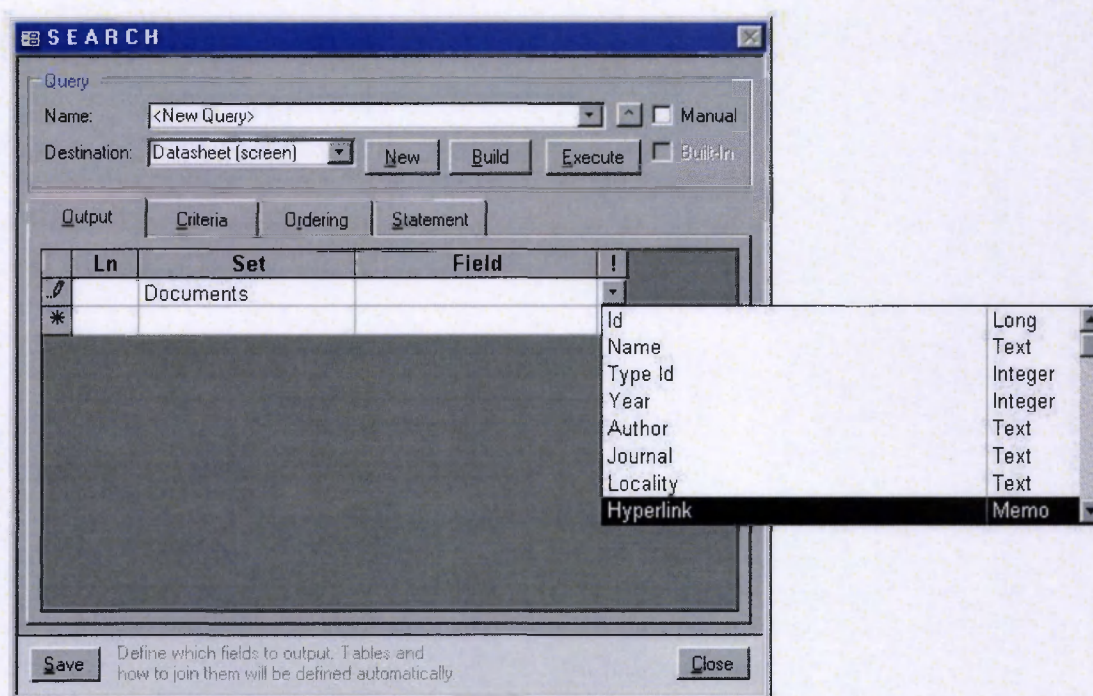 SEARCH
Query
Name: <New Query> ^ Manual
Destination: Datasheet (screen) New Build Execute Built-In
Output Criteria Ordering Statement
Ln Set Field !
Documents
*
Id Long
Name Text
Type Id Integer
Year Integer
Author Text
Journal Text
Locality Text
Hyperlink Memo
Save Define which fields to output. Tables and
how to join them will be defined automatically. Close